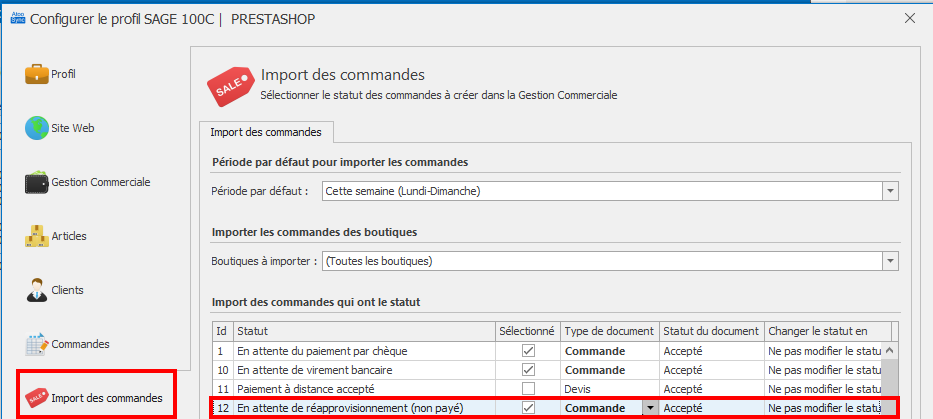 Atoo Sync
Configurer le profil SAGE 100C | PRESTASHOP
Profil
Site Web
Gestion Commerciale
Articles
Clients
Commandes
Import des commandes
SALE
Import des commandes
Sélectionner le statut des commandes à créer dans la Gestion Commerciale
Import des commandes
Période par défaut pour importer les commandes
Période par défaut : Cette semaine (Lundi-Dimanche)
Importer les commandes des boutiques
Boutiques à importer : (Toutes les boutiques)
Import des commandes qui ont le statut
Id Statut Sélectionné Type de document Statut du document Changer le statut en
1 En attente du paiement par chèque Commande Accepté Ne pas modifier le statu
10 En attente de virement bancaire Commande Accepté Ne pas modifier le statu
11 Paiement à distance accepté Devis Accepté Ne pas modifier le statu
12 En attente de réapprovisionnement (non payé) Commande Accepté Ne pas modifier le statu